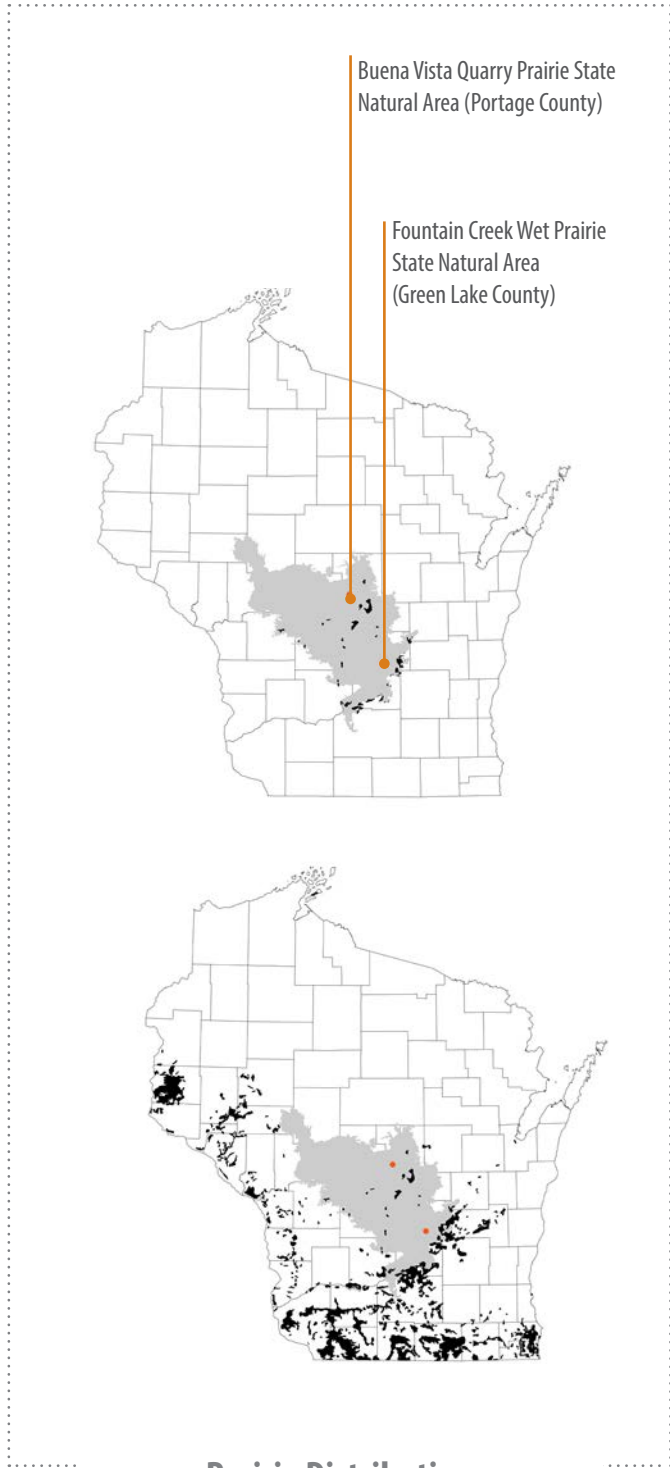 Buena Vista Quarry Prairie State
Natural Area (Portage County)
Fountain Creek Wet Prairie
State Natural Area
(Green Lake County)